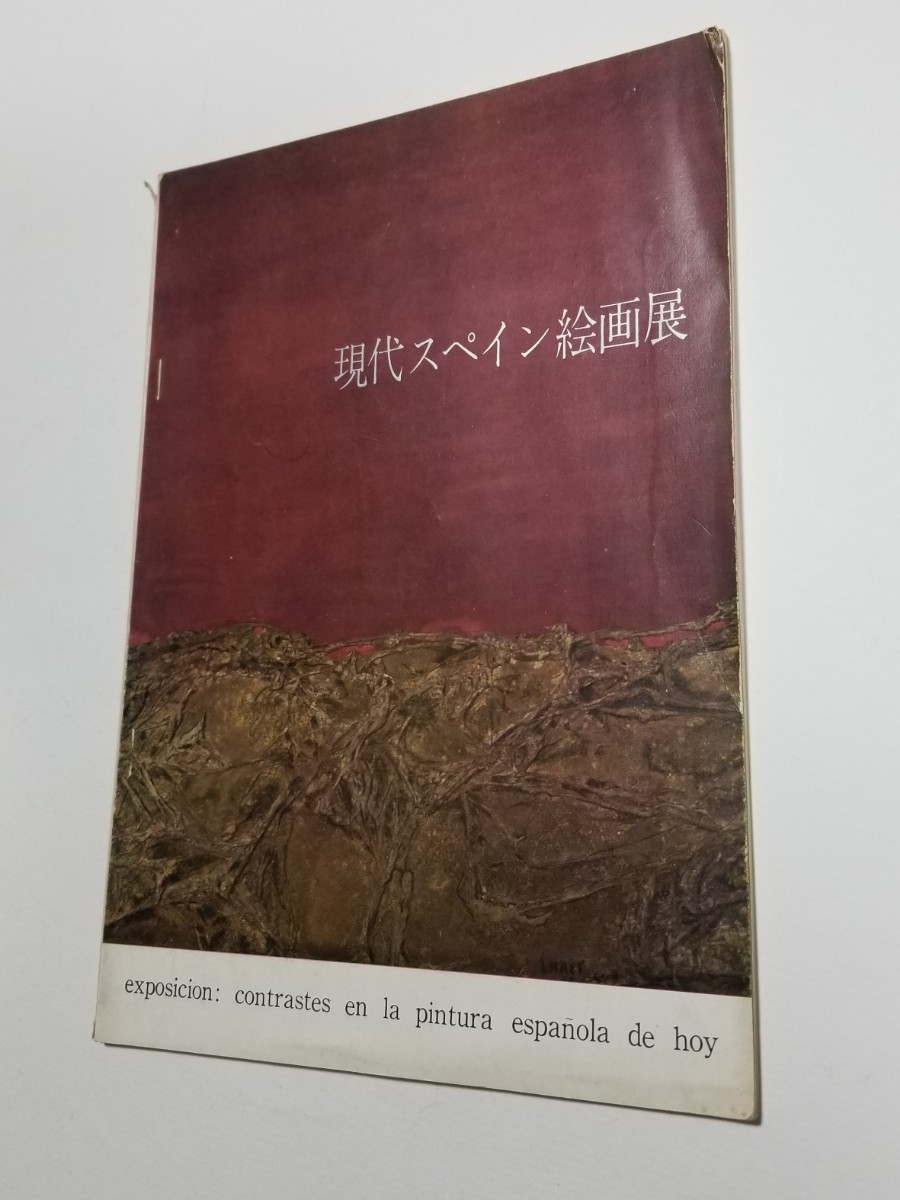 現代スペイン絵画展
exposicion: contrastes en la pintura española de hoy